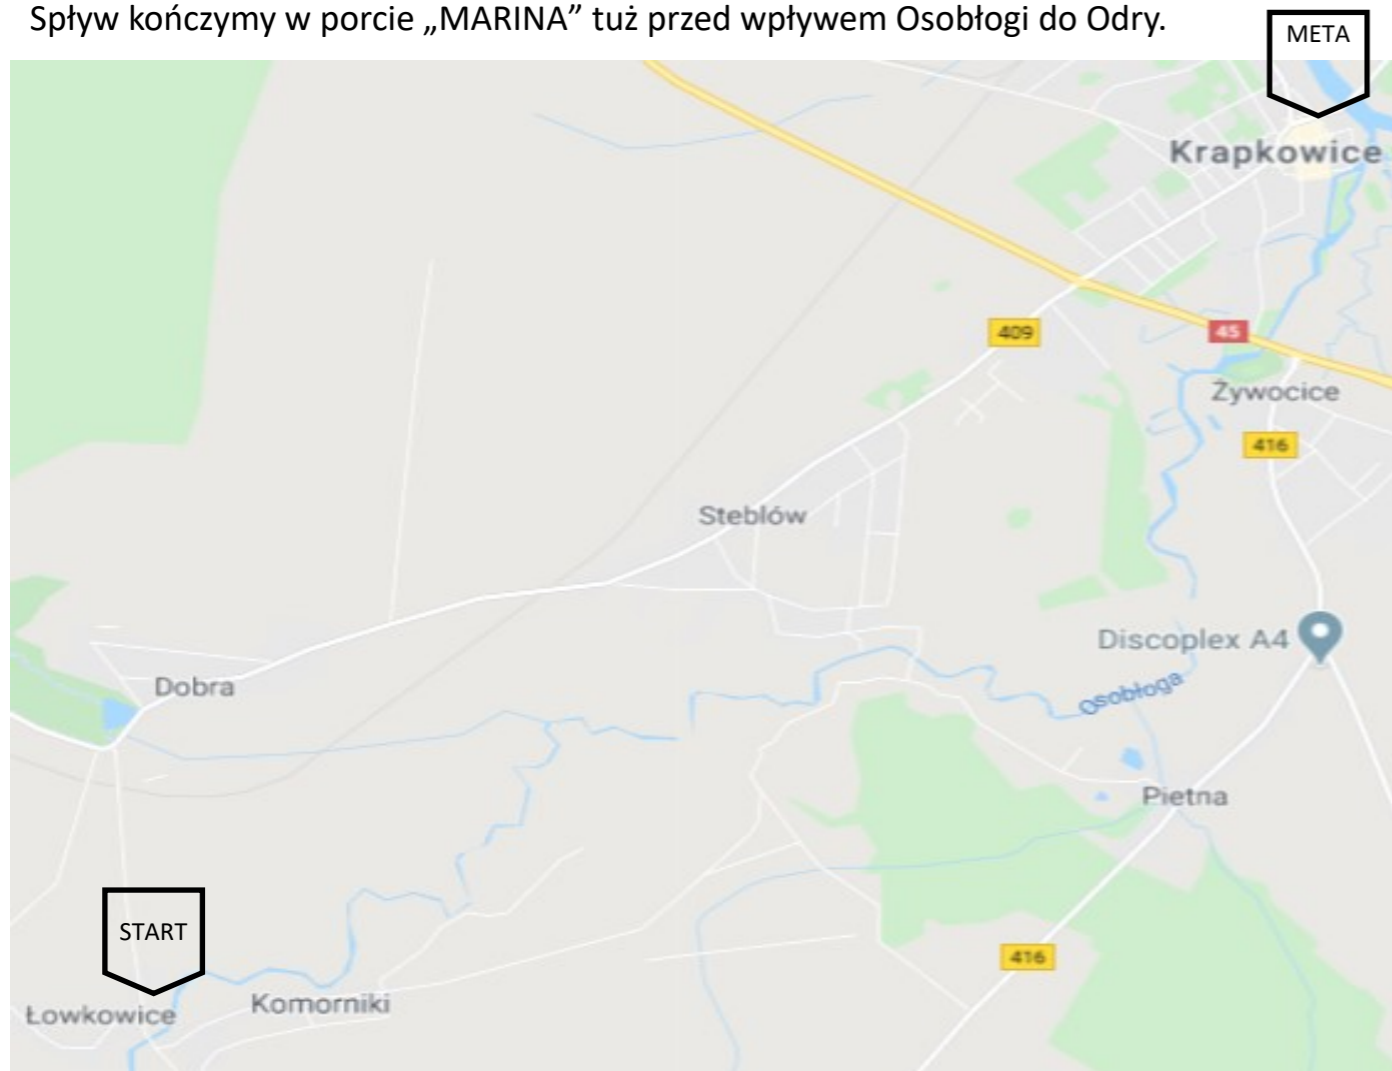 Spływ kończymy w porcie „MARINA” tuż przed wpływem Osobłogi do Odry.
META
Krapkowice
409
45
Żywocice
416
Steblów
Discoplex A4
Dobra
Osobłoga
Pietna
START
416
Komorniki
Łowkowice